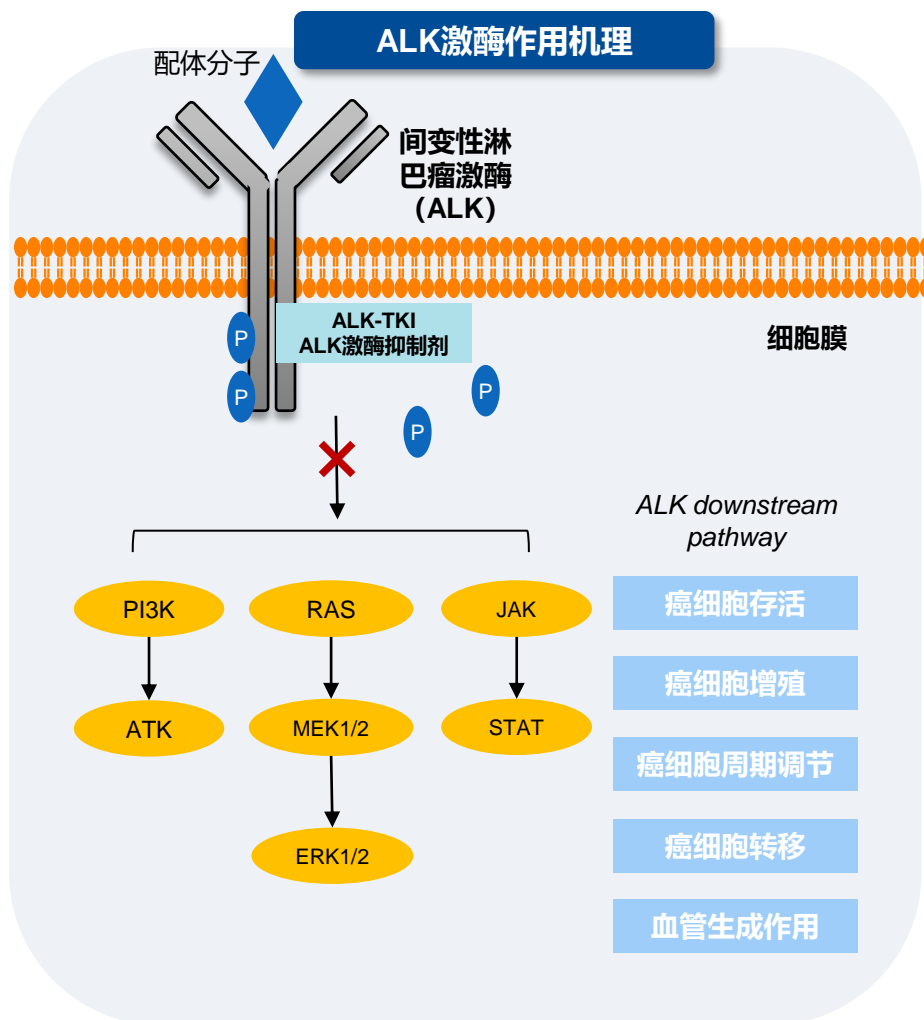 ALK激酶作用机理
配体分子
间变性淋
巴瘤激酶
（ALK）
ALK-TKI
ALK激酶抑制剂
细胞膜
P
P
P
P
ALK downstream
pathway
PI3K
RAS
JAK
ATK
MEK1/2
STAT
ERK1/2
癌细胞存活
癌细胞增殖
癌细胞周期调节
癌细胞转移
血管生成作用